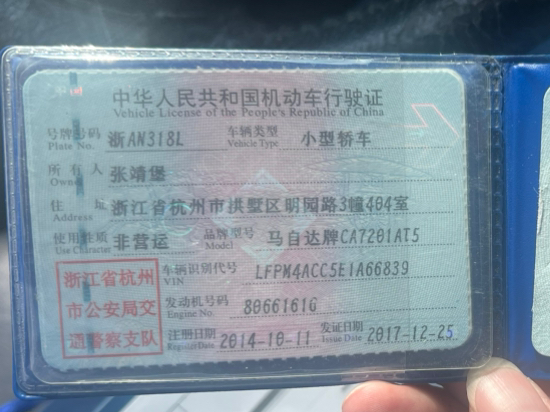 中华人民共和国机动车行驶证
Vehicle License of the People's Republic of China
号牌号码 浙AN318L 车辆类型 小型轿车
Plate No. Vehicle Type
所有人 张靖堡
Owner
住址 浙江省杭州市拱墅区明园路3幢404室
Address
使用性质 非营运 品牌型号 马自达牌CA7201AT5
Use Character Model
浙江省杭州
市公安局交
通警察支队
车辆识别代号 LFPM4ACC5E1A66839
VIN
发动机号码 8066161G
Engine No.
注册日期 2014-10-11 发证日期 2017-12-25
Register Date Issue Date